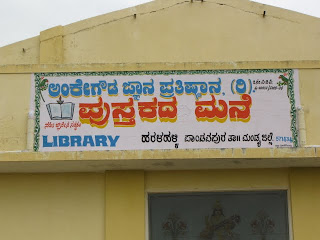 ಅಂಕೇಗೌಡ ಜ್ಞಾನ ಪ್ರತಿಷ್ಠಾನ (ರಿ)
ಪುಸ್ತಕದ ಮನೆ
LIBRARY ಹರಳಹಳ್ಳಿ ಪಾಂಡವಪುರ ತಾ॥ ಮಂಡ್ಯ ಜಿಲ್ಲೆ.